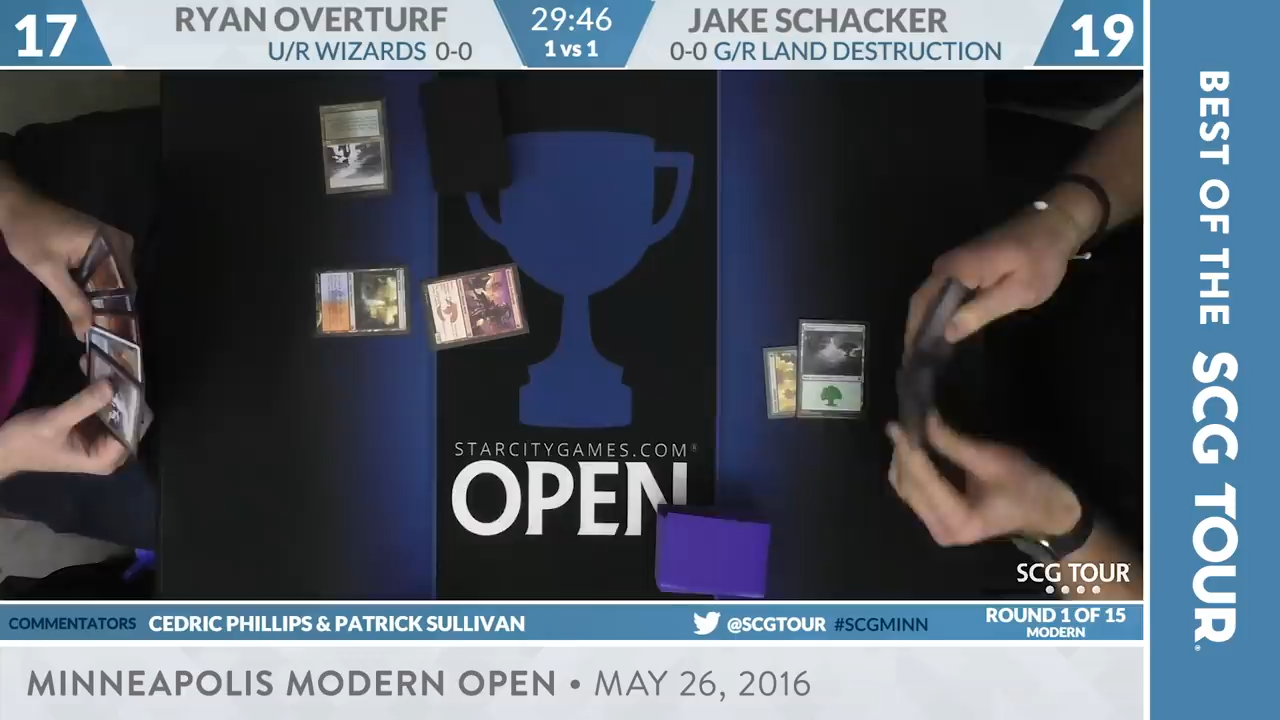 17
RYAN OVERTURF
U/R WIZARDS 0-0
29:46
1 vs 1
JAKE SCHACKER
0-0 G/R LAND DESTRUCTION
19
STARCITYGAMES.COM®
OPEN
SCG TOUR
COMMENTATORS CEDRIC PHILLIPS & PATRICK SULLIVAN
@SCGTOUR #SCGMINN
ROUND 1 OF 15
MODERN
MINNEAPOLIS MODERN OPEN • MAY 26, 2016
BEST OF THE SCG TOUR®